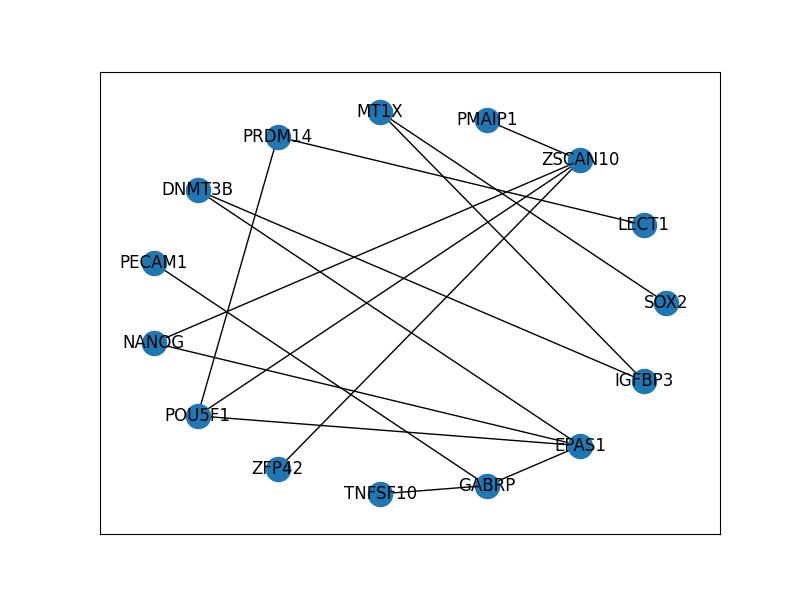 MT1X
PMAIP1
PRDM14
ZSCAN10
DNMT3B
LECT1
PECAM1
SOX2
NANOG
IGFBP3
POU5F1
EPAS1
ZFP42
GABRP
TNFSF10